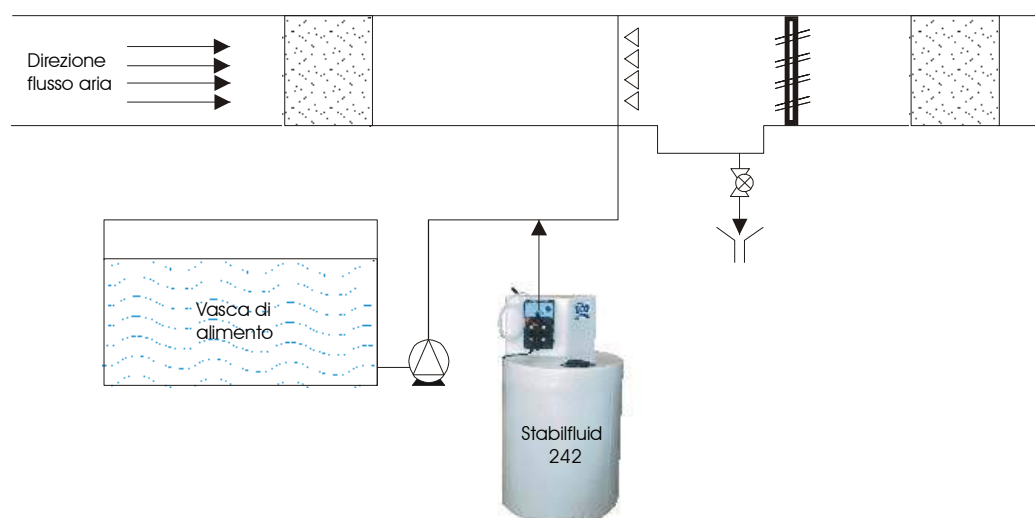 Direzione
flusso aria
Vasca di
alimento
Stabilfluid
242